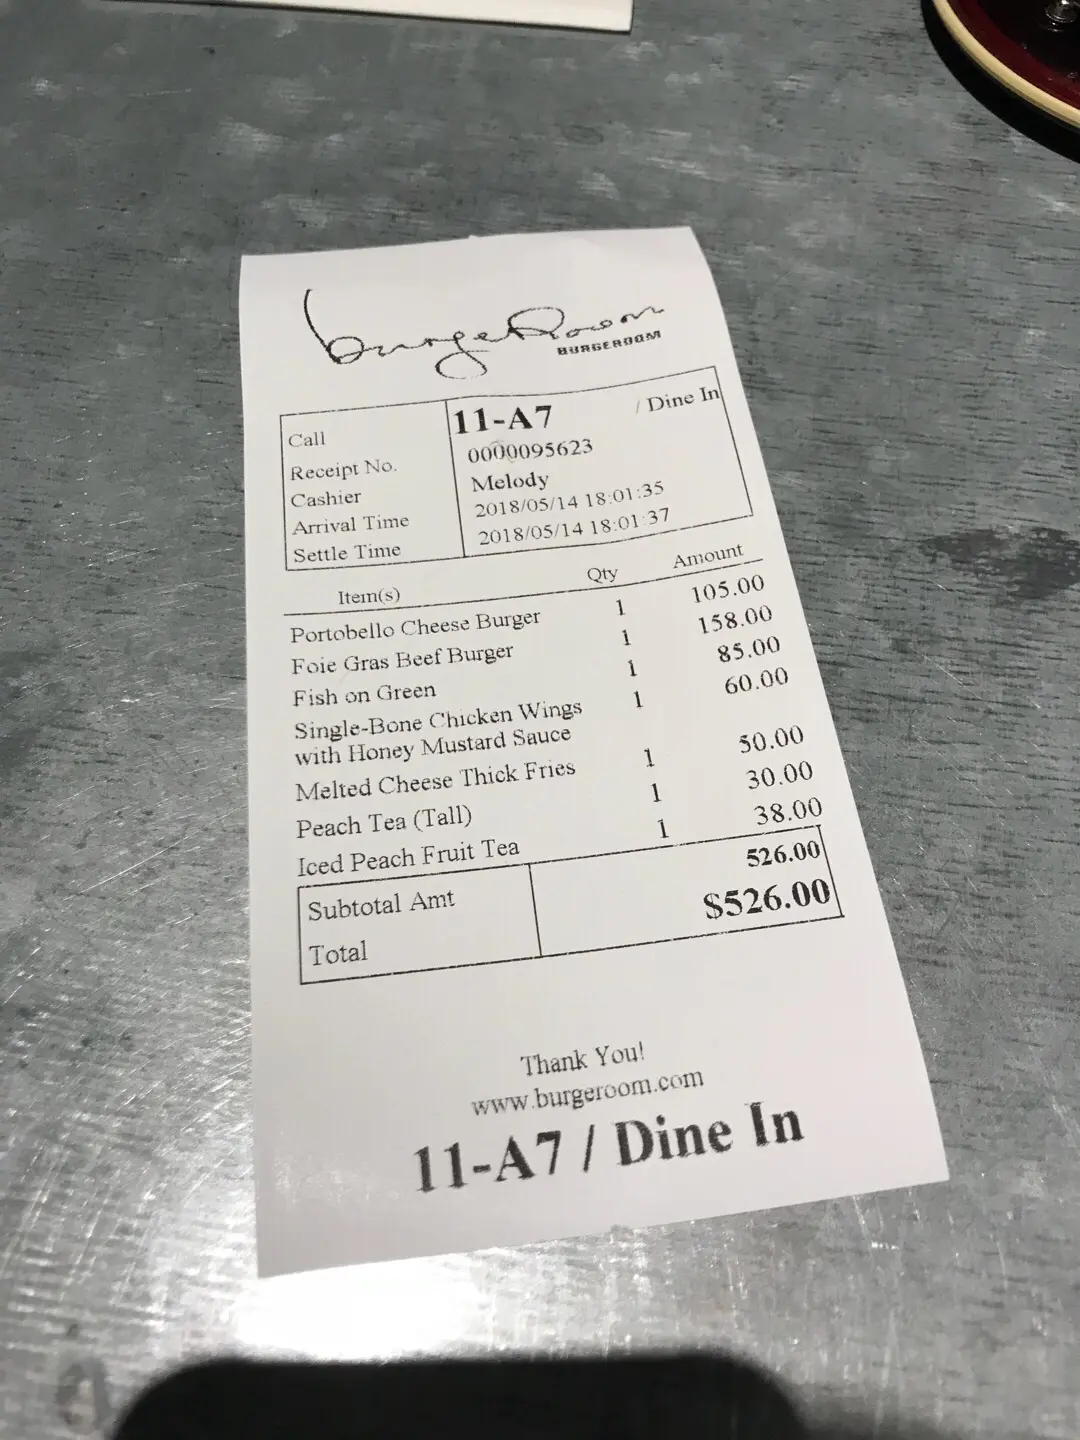 burgeRoom
BURGEROOM
Call 11-A7 / Dine In
Receipt No. 0000095623
Cashier Melody
Arrival Time 2018/05/14 18:01:35
Settle Time 2018/05/14 18:01:37
Item(s) Qty Amount
Portobello Cheese Burger 1 105.00
Foie Gras Beef Burger 1 158.00
Fish on Green 1 85.00
Single-Bone Chicken Wings 1 60.00
with Honey Mustard Sauce
Melted Cheese Thick Fries 1 50.00
Peach Tea (Tall) 1 30.00
Iced Peach Fruit Tea 1 38.00
Subtotal Amt 526.00
Total $526.00
Thank You!
www.burgeroom.com
11-A7 / Dine In